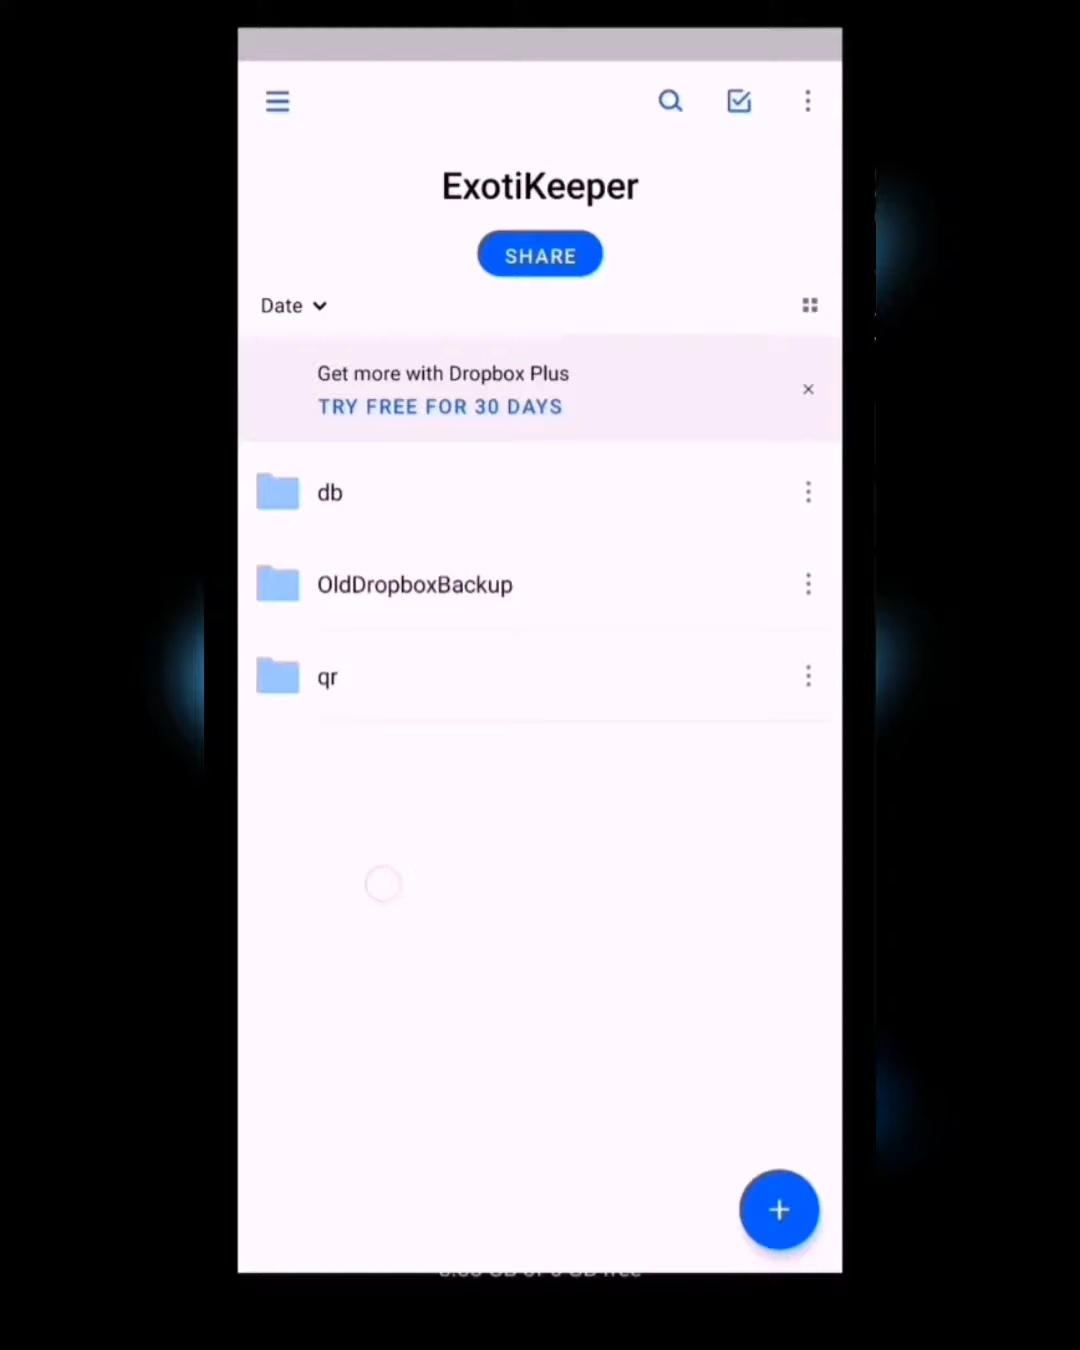 ExotiKeeper
SHARE
Date
Get more with Dropbox Plus
TRY FREE FOR 30 DAYS
db
OldDropboxBackup
qr